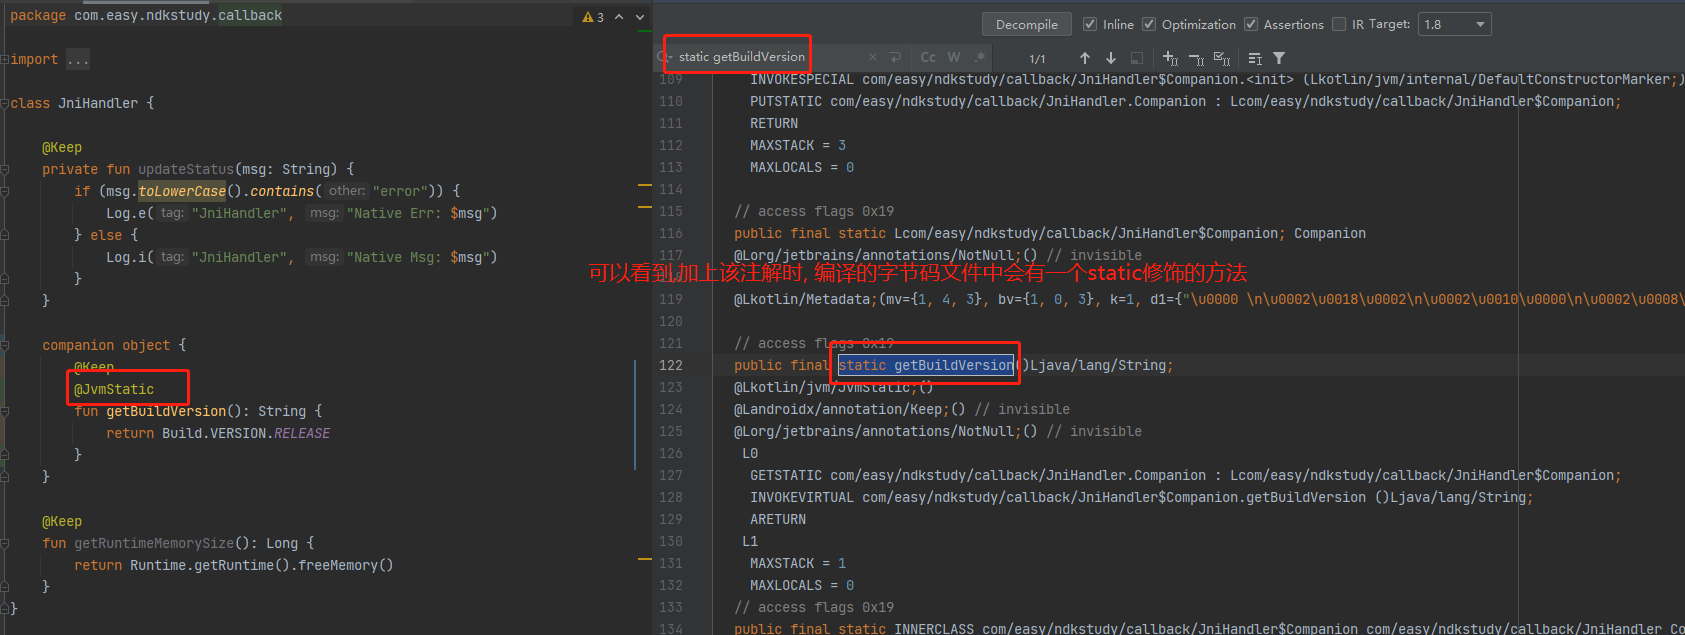 package com.easy.ndkstudy.callback
3
import ...
class JniHandler {
@Keep
private fun updateStatus(msg: String) {
if (msg.toLowerCase().contains( other: "error")) {
Log.e( tag: "JniHandler", msg: "Native Err: $msg")
} else {
Log.i( tag: "JniHandler", msg: "Native Msg: $msg")
}
}
companion object {
@Keep
@JvmStatic
fun getBuildVersion(): String {
return Build.VERSION.RELEASE
}
}
@Keep
fun getRuntimeMemorySize(): Long {
return Runtime.getRuntime().freeMemory()
}
}
Decompile Inline Optimization Assertions IR Target: 1.8
static getBuildVersion × Cc W .* 1/1
109 INVOKESPECIAL com/easy/ndkstudy/callback/JniHandler$Companion.<init> (Lkotlin/jvm/internal/DefaultConstructorMarker;)
110 PUTSTATIC com/easy/ndkstudy/callback/JniHandler.Companion : Lcom/easy/ndkstudy/callback/JniHandler$Companion;
111 RETURN
112 MAXSTACK = 3
113 MAXLOCALS = 0
114
115 // access flags 0x19
116 public final static Lcom/easy/ndkstudy/callback/JniHandler$Companion; Companion
117 @Lorg/jetbrains/annotations/NotNull;() // invisible
可以看到,加上该注解时, 编译的字节码文件中会有一个static修饰的方法
119 @Lkotlin/Metadata;(mv={1, 4, 3}, bv={1, 0, 3}, k=1, d1={"\u0000 \n\u0002\u0018\u0002\n\u0002\u0010\u0000\n\u0002\u0008\
120
121 // access flags 0x19
122 public final static getBuildVersion()Ljava/lang/String;
123 @Lkotlin/jvm/JvmStatic;()
124 @Landroidx/annotation/Keep;() // invisible
125 @Lorg/jetbrains/annotations/NotNull;() // invisible
126 L0
127 GETSTATIC com/easy/ndkstudy/callback/JniHandler.Companion : Lcom/easy/ndkstudy/callback/JniHandler$Companion;
128 INVOKEVIRTUAL com/easy/ndkstudy/callback/JniHandler$Companion.getBuildVersion ()Ljava/lang/String;
129 ARETURN
130 L1
131 MAXSTACK = 1
132 MAXLOCALS = 0
133 // access flags 0x19
134 public final static INNERCLASS com/easy/ndkstudy/callback/JniHandler$Companion com/easy/ndkstudy/callback/JniHandler Co